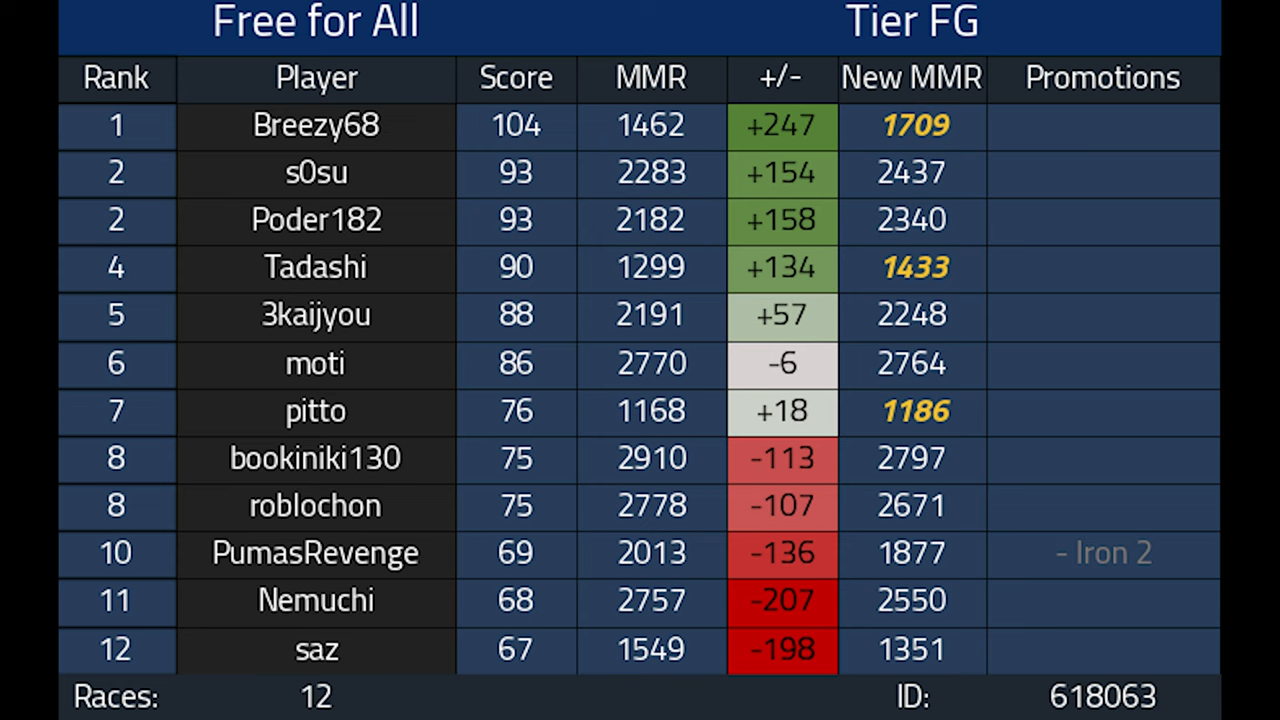 Free for All Tier FG
Rank Player Score MMR +/- New MMR Promotions
1 Breezy68 104 1462 +247 1709
2 s0su 93 2283 +154 2437
2 Poder182 93 2182 +158 2340
4 Tadashi 90 1299 +134 1433
5 3kaijyou 88 2191 +57 2248
6 moti 86 2770 -6 2764
7 pitto 76 1168 +18 1186
8 bookiniki130 75 2910 -113 2797
8 roblochon 75 2778 -107 2671
10 PumasRevenge 69 2013 -136 1877 - Iron 2
11 Nemuchi 68 2757 -207 2550
12 saz 67 1549 -198 1351
Races: 12 ID: 618063